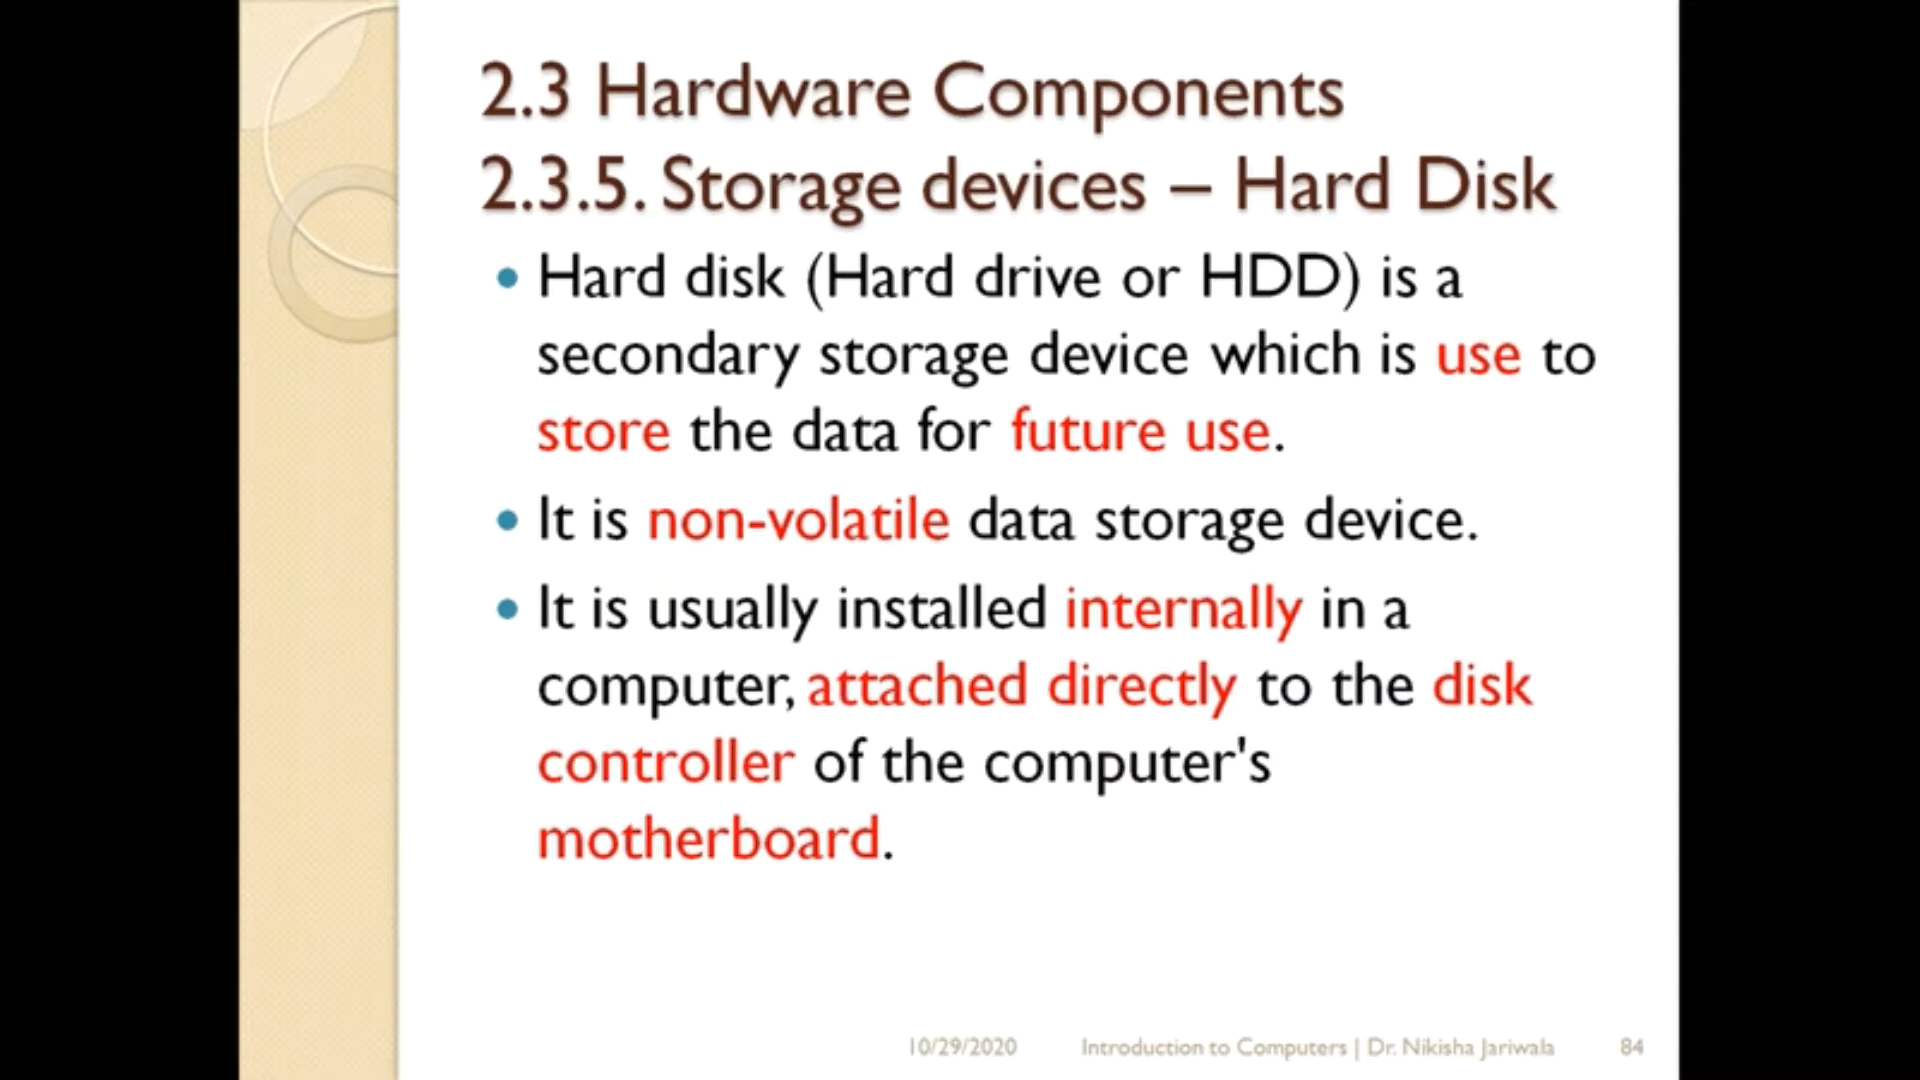 2.3 Hardware Components
2.3.5. Storage devices – Hard Disk
• Hard disk (Hard drive or HDD) is a
secondary storage device which is use to
store the data for future use.
• It is non-volatile data storage device.
• It is usually installed internally in a
computer, attached directly to the disk
controller of the computer's
motherboard.
10/29/2020 Introduction to Computers | Dr. Nikisha Jariwala 84